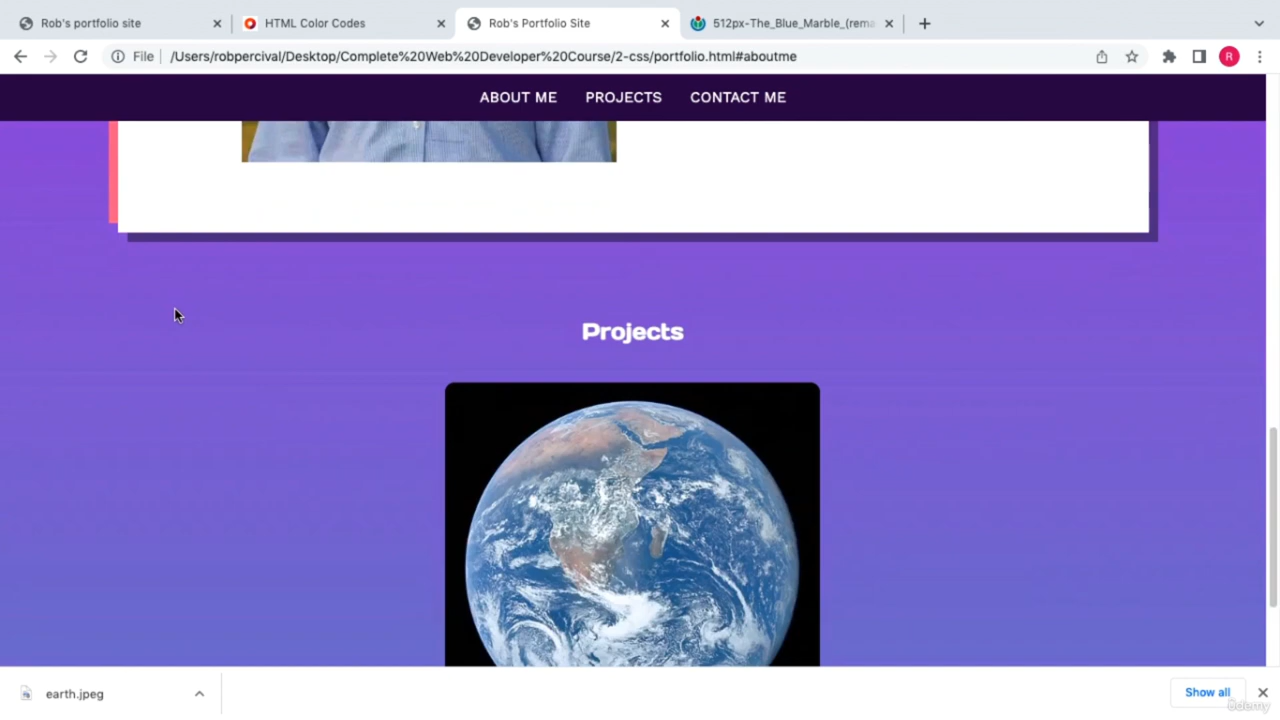 Rob's portfolio site
HTML Color Codes
Rob's Portfolio Site
512px-The_Blue_Marble_(rema
File
/Users/robpercival/Desktop/Complete%20Web%20Developer%20Course/2-css/portfolio.html#aboutme
R
ABOUT ME PROJECTS CONTACT ME
Projects
earth.jpeg
Show all
ûdemy